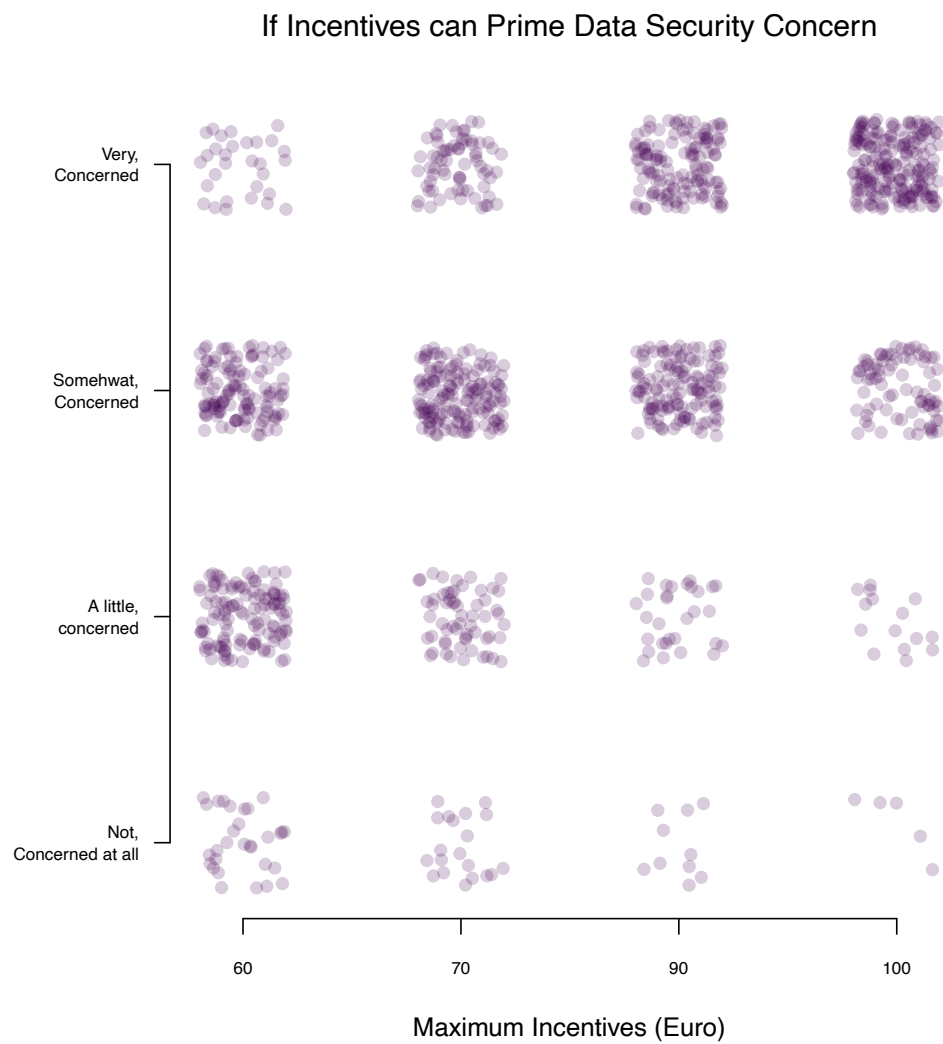 If Incentives can Prime Data Security Concern
Very,
Concerned
Somehwat,
Concerned
A little,
concerned
Not,
Concerned at all
60
70
90
100
Maximum Incentives (Euro)